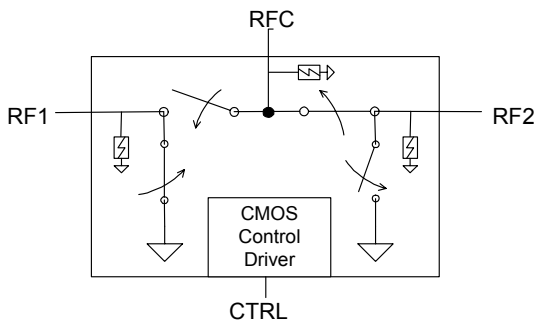 RFC
RF1
RF2
CMOS
Control
Driver
CTRL